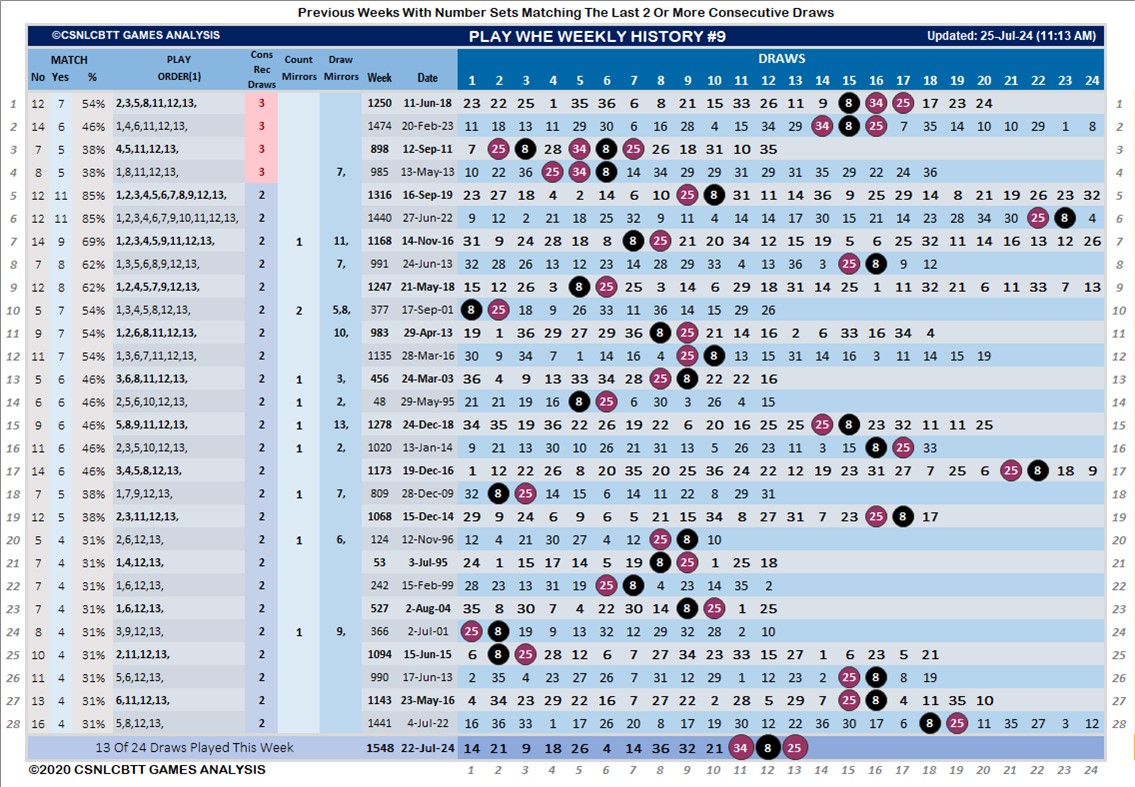 Previous Weeks With Number Sets Matching The Last 2 Or More Consecutive Draws
©CSNLCBTT GAMES ANALYSIS PLAY WHE WEEKLY HISTORY #9 Updated: 25-Jul-24 (11:13 AM)
MATCH PLAY Cons Count Draw DRAWS
No Yes % ORDER(1) Rec Draws Mirrors Mirrors Week Date 1 2 3 4 5 6 7 8 9 10 11 12 13 14 15 16 17 18 19 20 21 22 23 24
1 12 7 54% 2,3,5,8,11,12,13, 3 1250 11-Jun-18 23 22 25 1 35 36 6 8 21 15 33 26 11 9 8 34 25 17 23 24 1
2 14 6 46% 1,4,6,11,12,13, 3 1474 20-Feb-23 11 18 13 11 29 30 6 16 28 4 15 34 29 34 8 25 7 35 14 10 10 29 1 8 2
3 7 5 38% 4,5,11,12,13, 3 898 12-Sep-11 7 25 8 28 34 8 25 26 18 31 10 35 3
4 8 5 38% 1,8,11,12,13, 3 7, 985 13-May-13 10 22 36 25 34 8 14 34 29 29 31 29 31 35 29 22 24 36 4
5 12 11 85% 1,2,3,4,5,6,7,8,9,12,13, 2 1316 16-Sep-19 23 27 18 4 2 14 6 10 25 8 31 11 14 36 9 25 29 14 8 21 19 26 23 32 5
6 12 11 85% 1,2,3,4,6,7,9,10,11,12,13, 2 1440 27-Jun-22 9 12 2 21 18 25 32 9 11 4 14 14 17 30 15 21 14 23 28 34 30 25 8 4 6
7 14 9 69% 1,2,3,4,5,9,11,12,13, 2 1 11, 1168 14-Nov-16 31 9 24 28 18 8 8 25 21 20 34 12 15 19 5 6 25 32 11 14 16 13 12 26 7
8 7 8 62% 1,3,5,6,8,9,12,13, 2 7, 991 24-Jun-13 32 28 26 13 12 23 14 28 29 33 4 13 36 3 25 8 9 12 8
9 12 8 62% 1,2,4,5,7,9,12,13, 2 1247 21-May-18 15 12 26 3 8 25 25 3 14 6 29 18 31 14 25 1 11 32 21 6 11 33 7 13 9
10 5 7 54% 1,3,4,5,8,12,13, 2 2 5,8, 377 17-Sep-01 8 25 18 9 26 33 31 36 14 15 29 26 10
11 9 7 54% 1,2,6,8,11,12,13, 2 10, 983 29-Apr-13 19 1 36 29 27 29 36 8 25 21 14 16 2 6 33 16 34 4 11
12 11 7 54% 1,3,6,7,11,12,13, 2 1135 28-Mar-16 30 9 34 7 1 14 16 4 25 8 13 15 31 14 16 3 11 14 15 19 12
13 5 6 46% 3,6,8,11,12,13, 2 1 3, 456 24-Mar-03 36 4 9 13 33 34 28 25 8 22 22 16 13
14 6 6 46% 2,5,6,10,12,13, 2 1 2, 48 29-May-95 21 21 19 16 8 25 6 30 3 26 4 15 14
15 9 6 46% 5,8,9,11,12,13, 2 1 13, 1278 24-Dec-18 34 35 19 36 22 26 19 22 6 20 16 25 25 25 8 23 32 11 11 25 15
16 11 6 46% 2,3,5,10,12,13, 2 1 2, 1020 13-Jan-14 9 21 13 30 10 26 21 31 13 10 5 26 23 11 3 15 8 25 33 16
17 14 6 46% 3,4,5,8,12,13, 2 1173 19-Dec-16 1 12 22 26 8 20 35 20 25 36 24 22 12 19 23 31 27 7 25 6 25 8 18 9 17
18 7 5 38% 1,7,9,12,13, 2 1 7, 809 28-Dec-09 32 8 25 14 15 6 14 11 22 8 29 31 18
19 12 5 38% 2,3,11,12,13, 2 1068 15-Dec-14 29 9 24 6 9 6 5 21 15 34 8 27 31 7 23 25 8 17 19
20 5 4 31% 2,6,12,13, 2 1 6, 124 12-Nov-96 12 4 21 30 27 4 12 25 8 10 20
21 7 4 31% 1,4,12,13, 2 53 3-Jul-95 24 1 15 17 14 5 19 8 25 1 25 18 21
22 7 4 31% 1,6,12,13, 2 242 15-Feb-99 28 23 13 31 19 25 8 4 23 14 35 2 22
23 7 4 31% 1,6,12,13, 2 527 2-Aug-04 35 8 30 7 4 22 30 14 8 25 1 25 23
24 8 4 31% 3,9,12,13, 2 1 9, 366 2-Jul-01 25 8 19 9 13 32 12 29 32 28 2 10 24
25 10 4 31% 2,11,12,13, 2 1094 15-Jun-15 6 8 25 28 12 6 7 27 34 23 33 15 27 1 6 23 5 21 25
26 11 4 31% 5,6,12,13, 2 990 17-Jun-13 2 35 4 23 27 26 7 31 12 29 1 12 23 2 25 8 8 19 26
27 13 4 31% 6,11,12,13, 2 1143 23-May-16 4 34 23 29 22 16 7 27 22 2 28 5 29 7 25 8 4 11 35 10 27
28 16 4 31% 5,8,12,13, 2 1441 4-Jul-22 16 36 33 1 17 26 20 8 17 19 30 12 22 36 30 17 6 8 25 11 35 27 3 12 28
13 Of 24 Draws Played This Week 1548 22-Jul-24 14 21 9 18 26 4 14 36 32 21 34 8 25
©2020 CSNLCBTT GAMES ANALYSIS 1 2 3 4 5 6 7 8 9 10 11 12 13 14 15 16 17 18 19 20 21 22 23 24